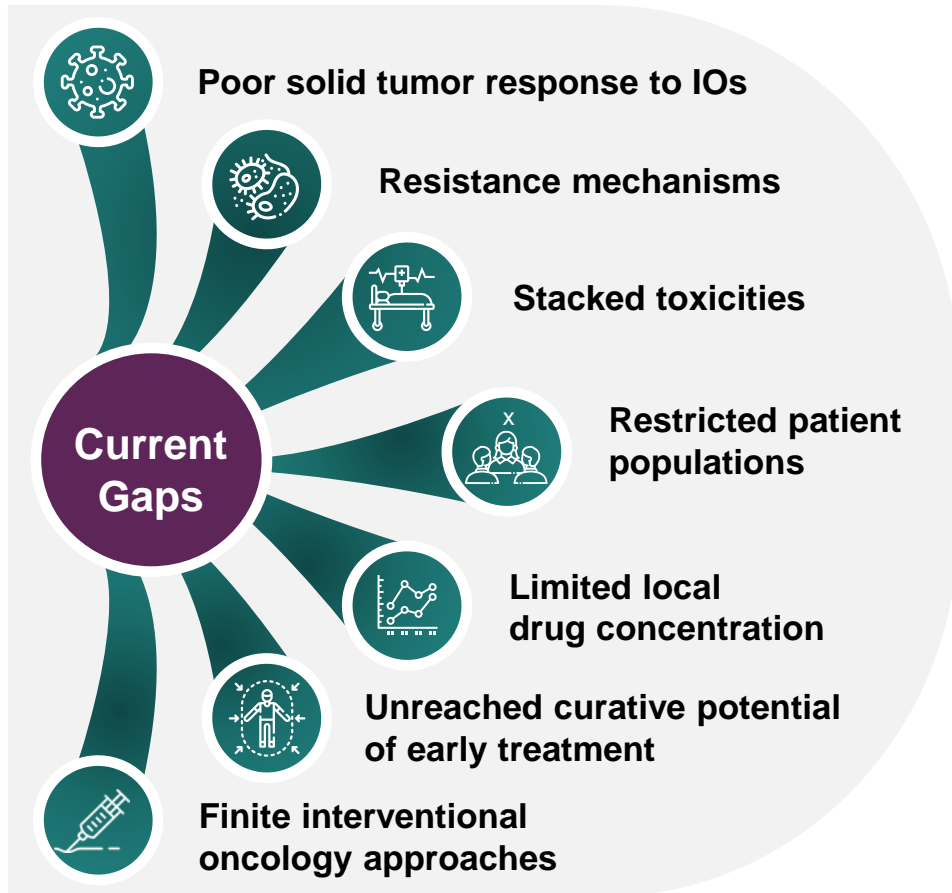 Poor solid tumor response to IOs
Resistance mechanisms
Stacked toxicities
Current
Gaps
Restricted patient
populations
X
Limited local
drug concentration
Unreached curative potential
of early treatment
Finite interventional
oncology approaches